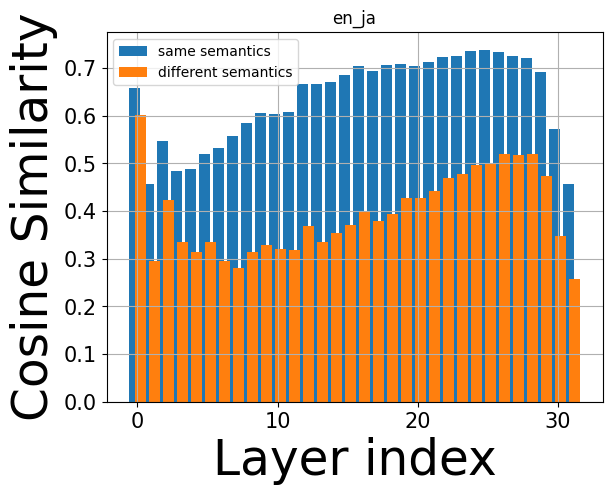 en_ja
same semantics
different semantics
Cosine Similarity
0.7
0.6
0.5
0.4
0.3
0.2
0.1
0.0
0 10 20 30
Layer index